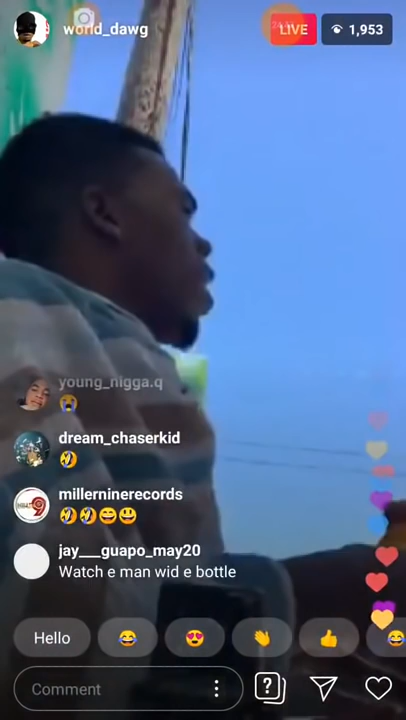 world_dawg
LIVE
1,953
young_nigga.q
😭
dream_chaserkid
🤣
millerninerecords
🤣🤣😄😃
jay___guapo_may20
Watch e man wid e bottle
Hello 😂 😍 👏 👍 😂
Comment